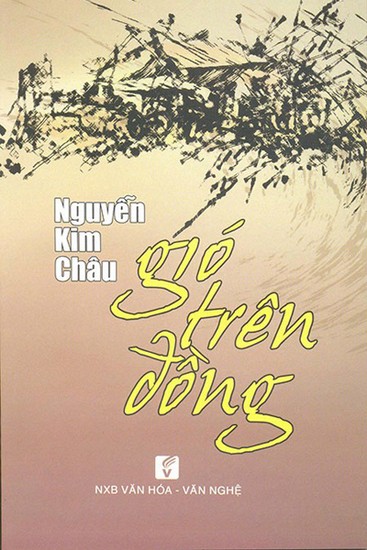 Nguyễn
Kim
Châu
gió
trên
đồng
NXB VĂN HÓA - VĂN NGHỆ